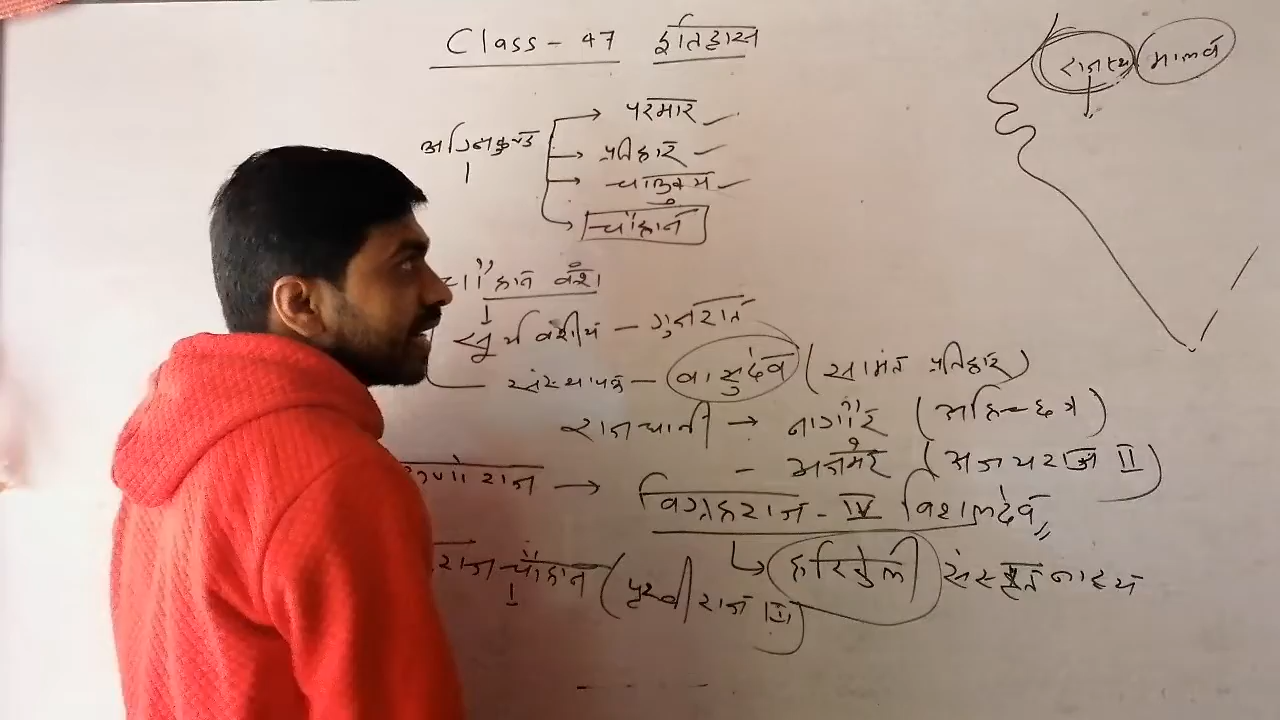 Class - 47 इतिहास
राजस्थ मालवे
अग्निकुण्ड
परमार
प्रतिहार
चालुक्य
चौहान
चौहान वंश
सूर्यवंशीय - गुजरात
संस्थापक - वासुदेव (सामंत प्रतिहार)
राजधानी → नागौर (अहिच्छत्र)
- अजमेर (अजयराज II)
→ विग्रहराज - IV विशालदेव
राज चौहान (पृथ्वीराज III)
हरिकेली संस्कृत नाट्य